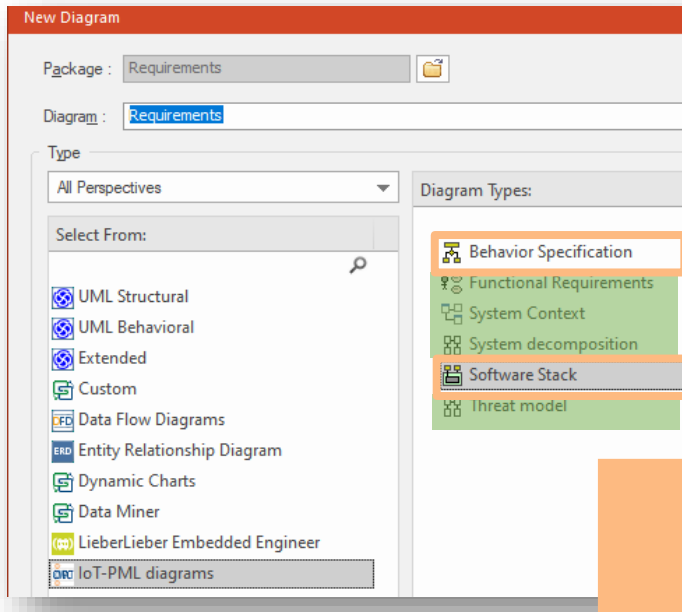 New Diagram
Package : Requirements
Diagram : Requirements
Type
All Perspectives
Select From:
UML Structural
UML Behavioral
Extended
Custom
DFD Data Flow Diagrams
ERD Entity Relationship Diagram
Dynamic Charts
Data Miner
LieberLieber Embedded Engineer
IoT-PML diagrams
Diagram Types:
Behavior Specification
Functional Requirements
System Context
System decomposition
Software Stack
Threat model